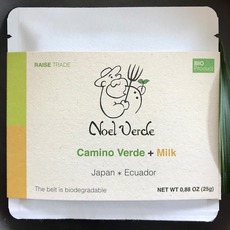 RAISE TRADE
BIO
Product
Noel Verde
Camino Verde + Milk
Japan + Ecuador
The belt is biodegradable
NET WT 0,88 OZ (25g)